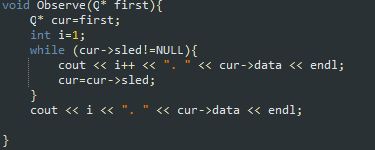 void Observe(Q* first){
    Q* cur=first;
    int i=1;
    while (cur->sled!=NULL){
        cout << i++ << ". " << cur->data << endl;
        cur=cur->sled;
    }
    cout << i << ". " << cur->data << endl;
}